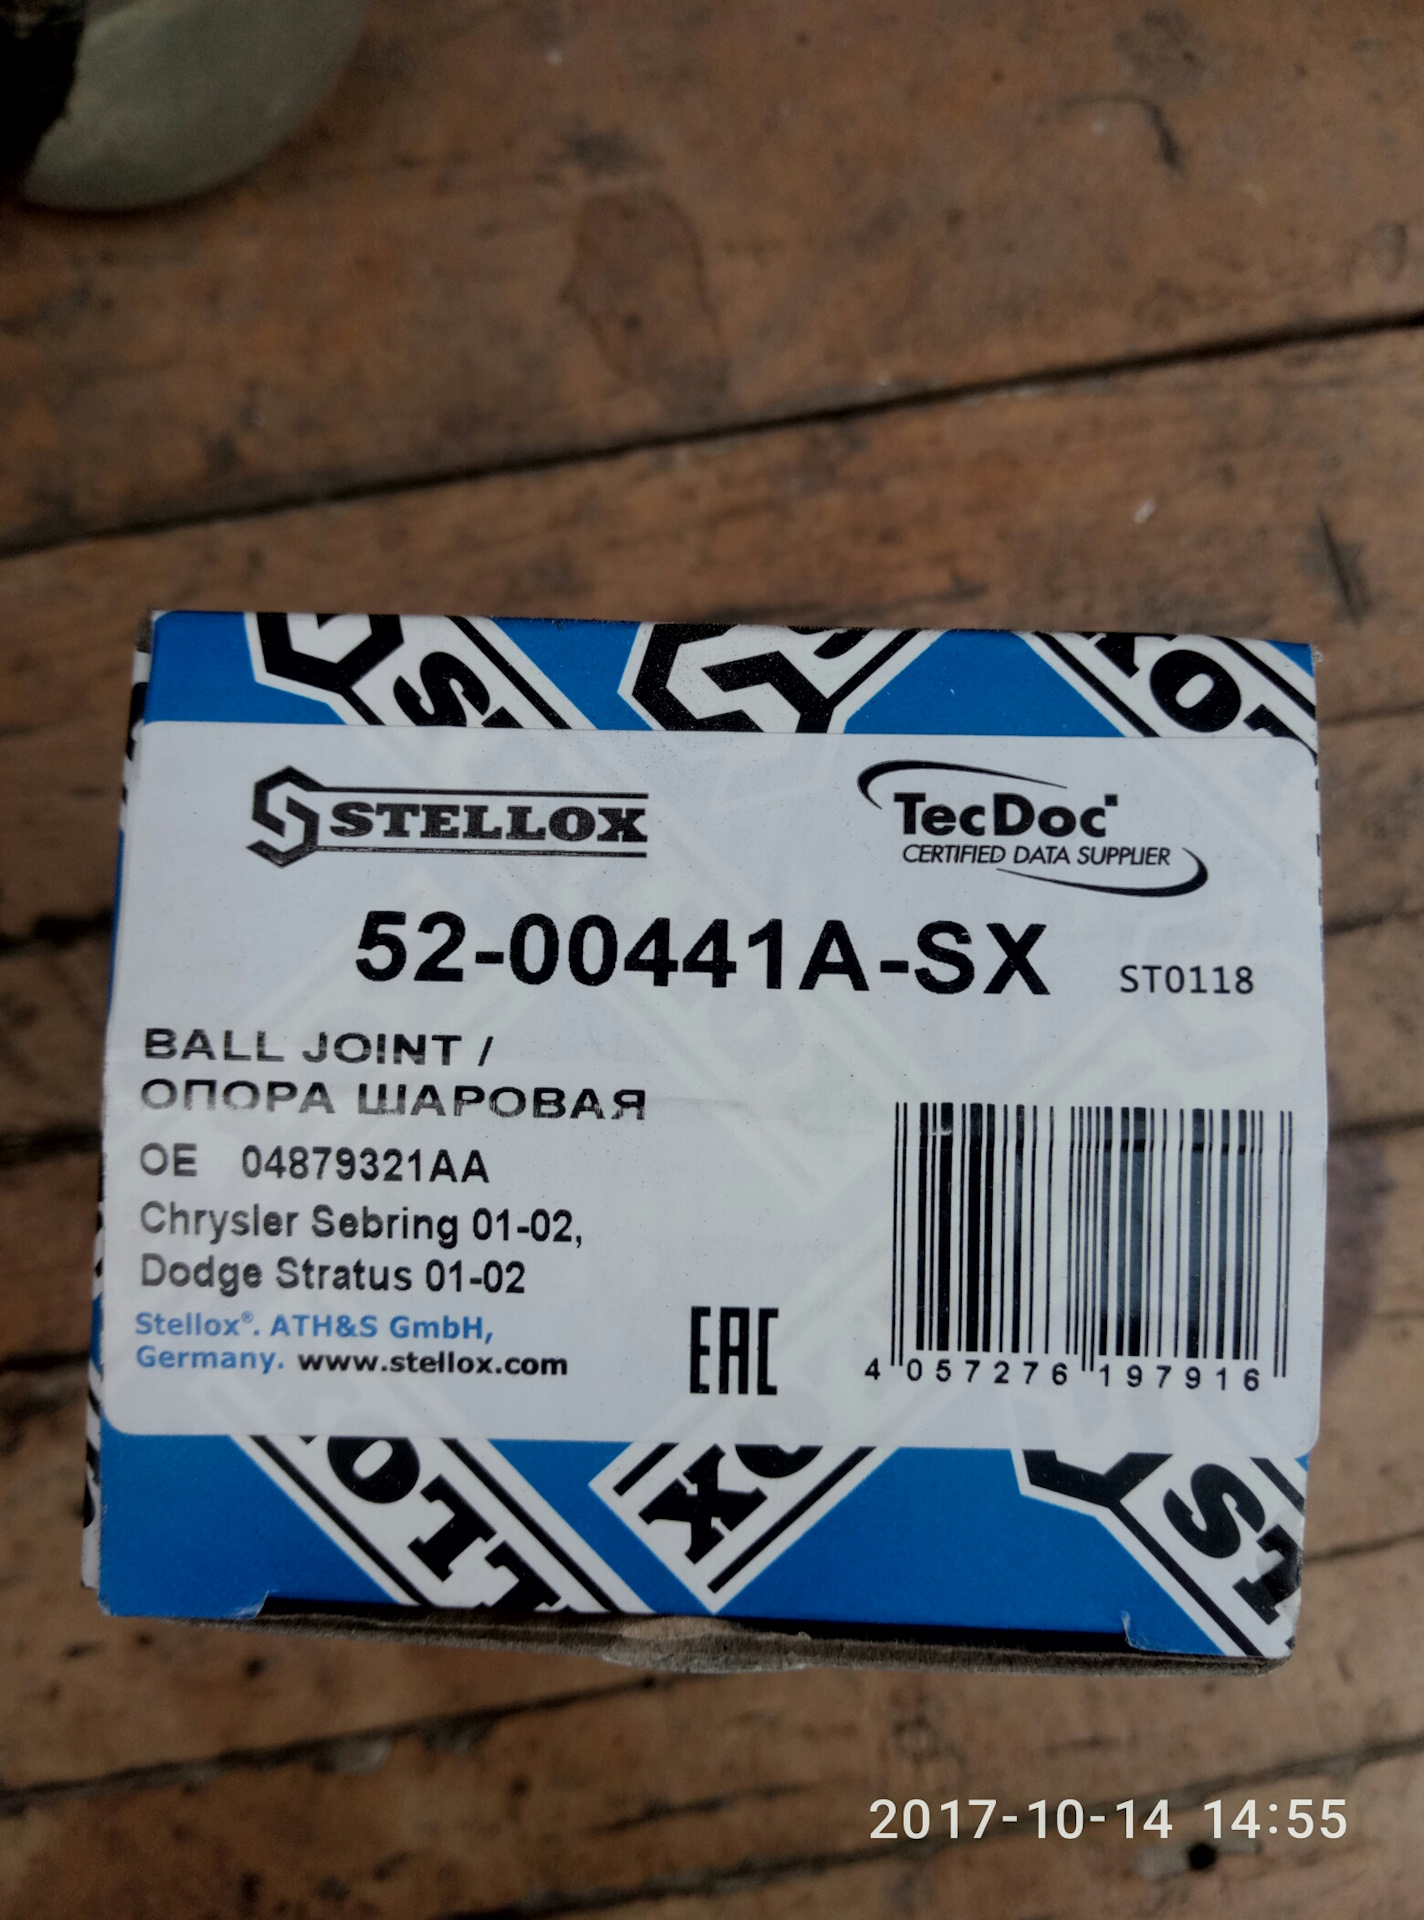 STELLOX
TecDoc
CERTIFIED DATA SUPPLIER
52-00441A-SX ST0118
BALL JOINT /
ОПОРА ШАРОВАЯ
OE 04879321AA
Chrysler Sebring 01-02,
Dodge Stratus 01-02
Stellox®. ATH&S GmbH,
Germany. www.stellox.com
EAC
4 057276 197916
2017-10-14 14:55